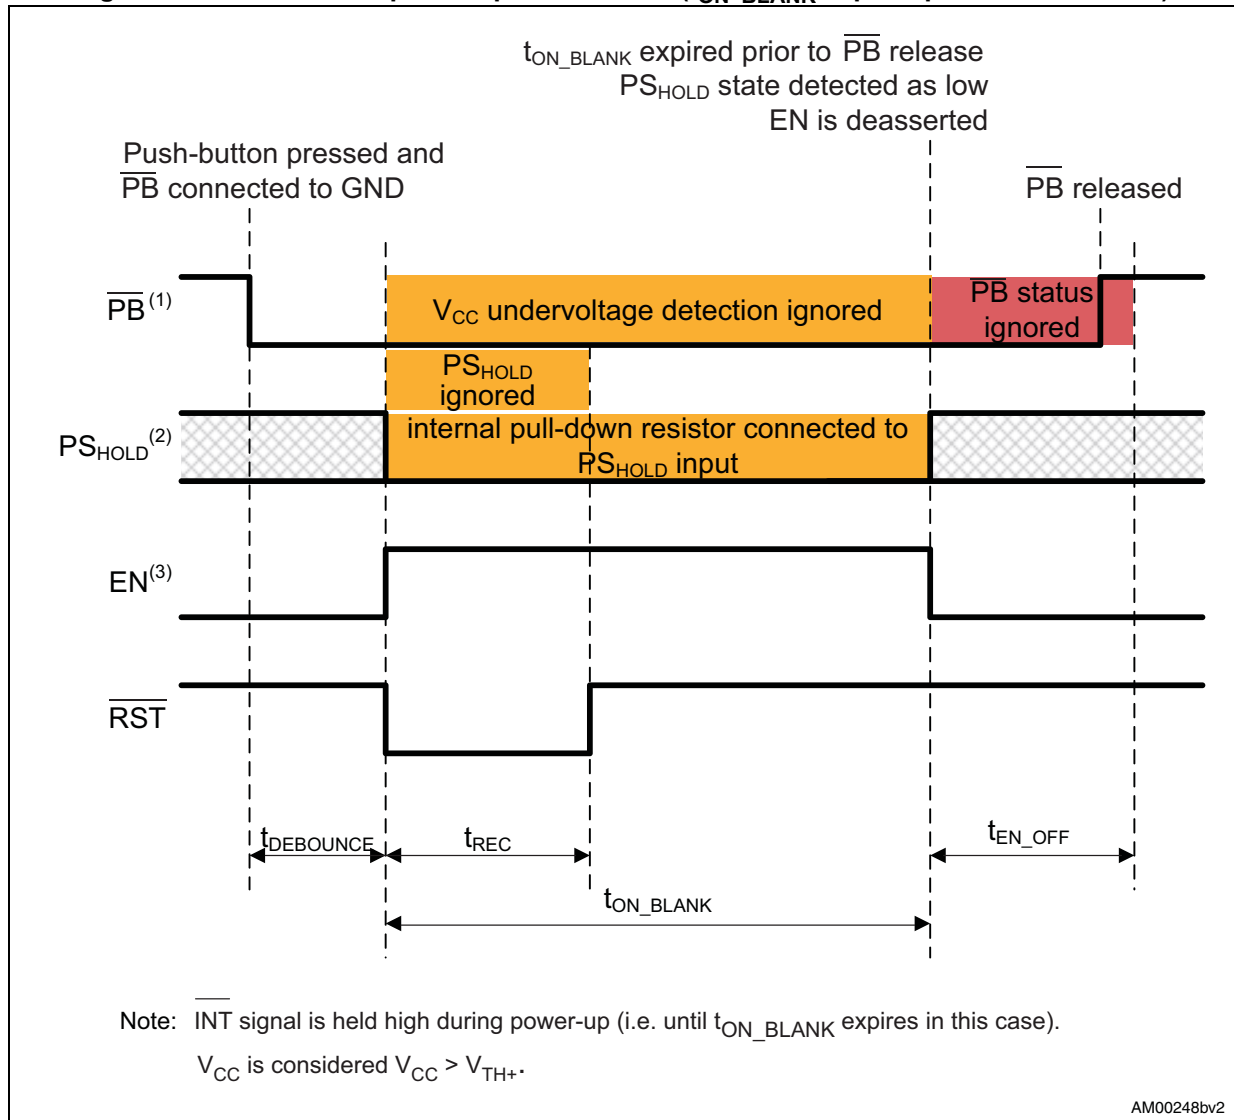 (tON_BLANK
tON_BLANK expired prior to PB release
PSHOLD state detected as low
EN is deasserted
Push-button pressed and
PB connected to GND
PB released
PB(1)
VCC undervoltage detection ignored
PB status
ignored
PSHOLD
ignored
PSHOLD(2)
internal pull-down resistor connected to
PSHOLD input
EN(3)
RST
tDEBOUNCE
tREC
tEN_OFF
tON_BLANK
Note: INT signal is held high during power-up (i.e. until tON_BLANK expires in this case).
VCC is considered VCC > VTH+.
AM00248bv2